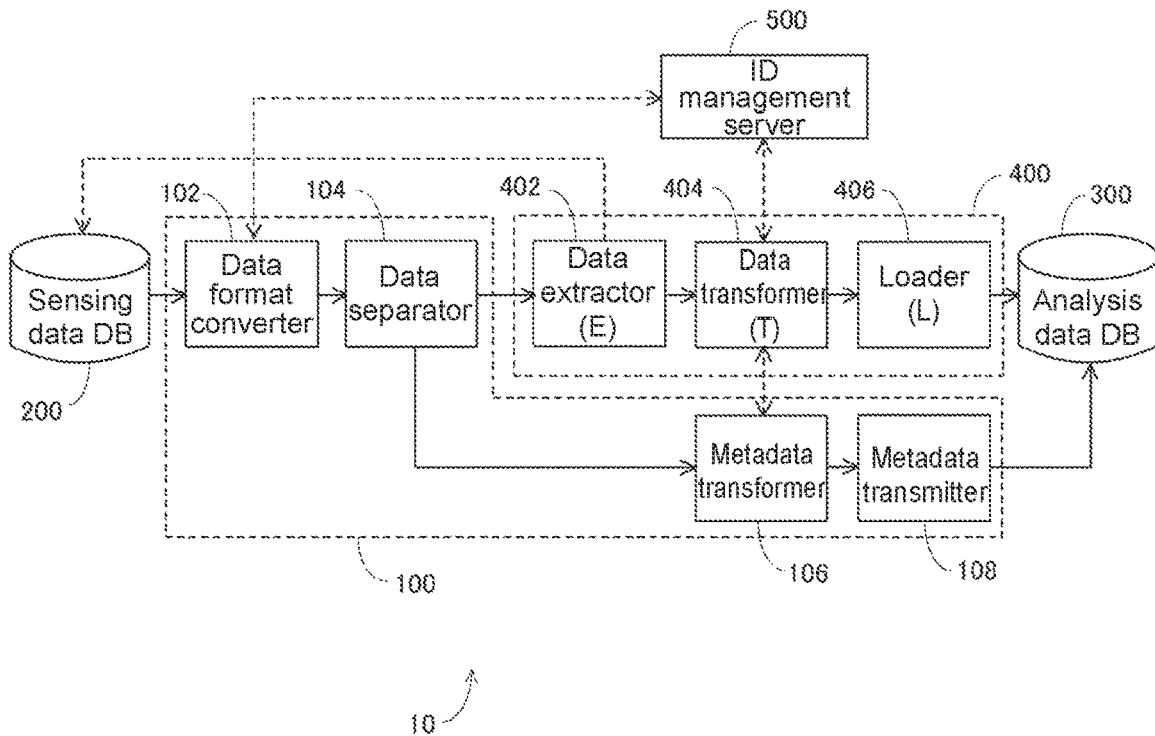 500
ID
management
server
102
104
402
404
406
400
300
Sensing
data DB
Data
format
converter
Data
separator
Data
extractor
(E)
Data
transformer
(T)
Loader
(L)
Analysis
data DB
200
Metadata
transformer
Metadata
transmitter
100
106
108
10